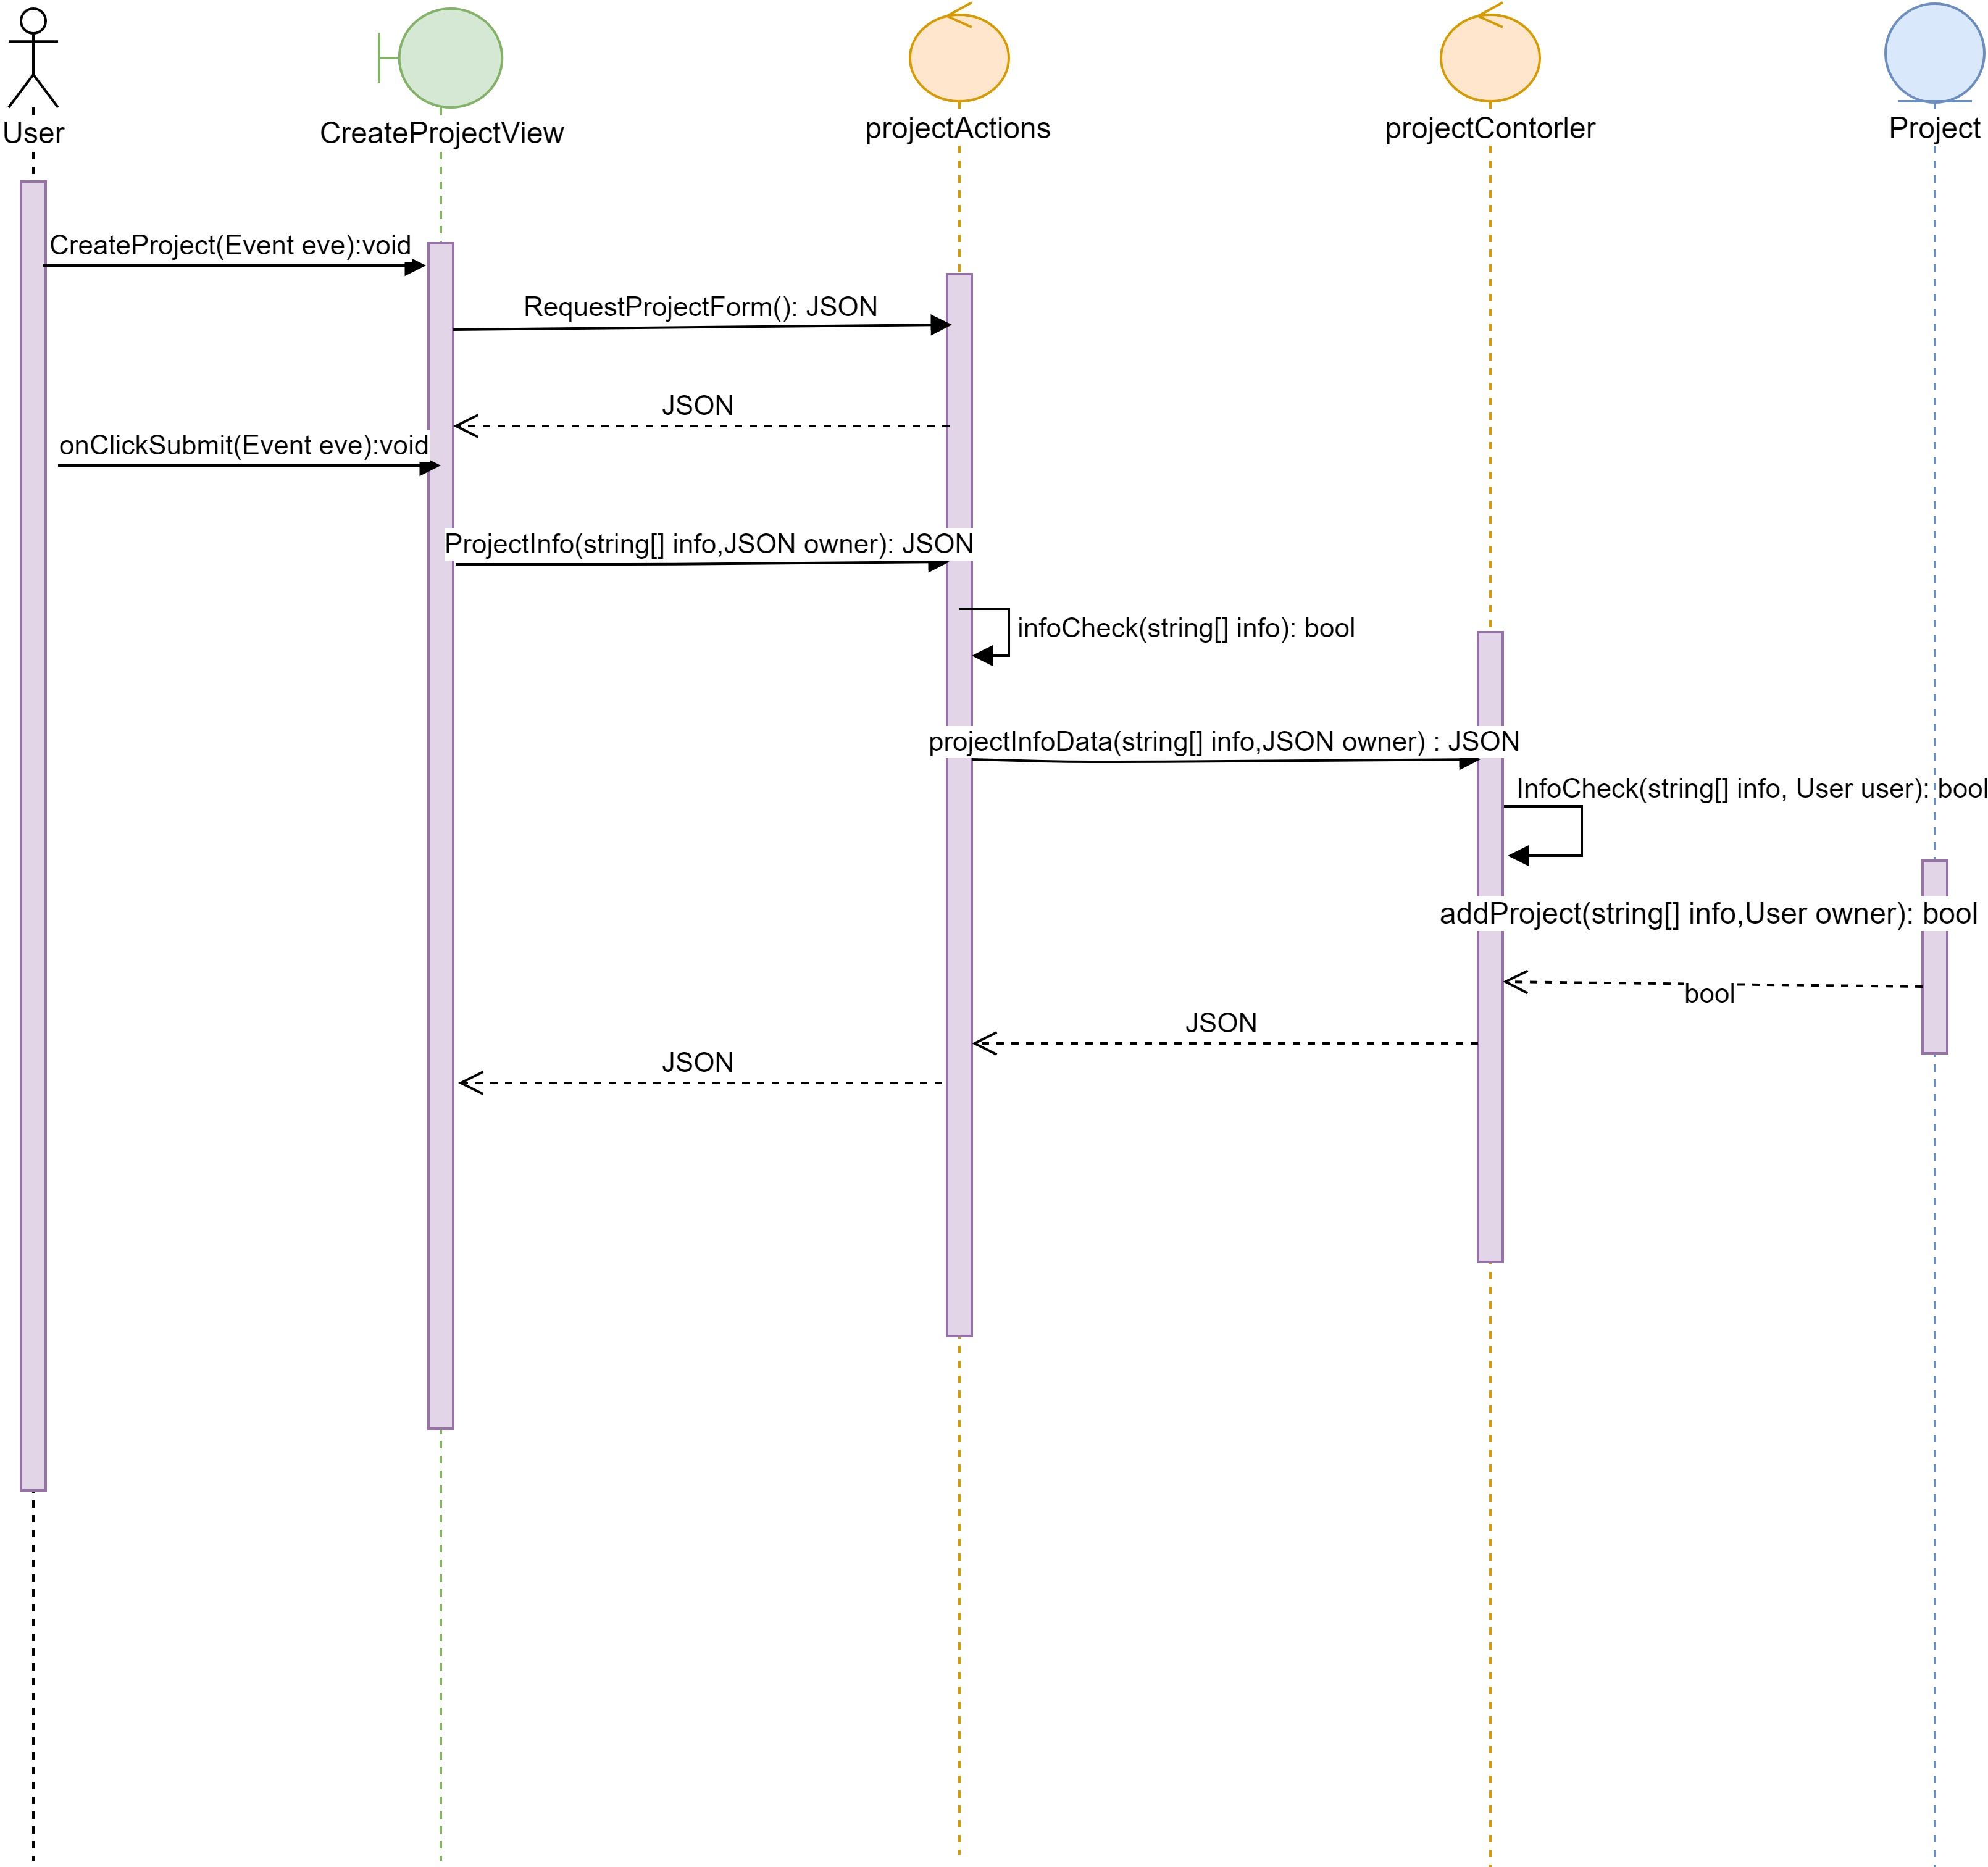 User
CreateProjectView
projectActions
projectContorler
Project
CreateProject(Event eve):void
RequestProjectForm(): JSON
JSON
onClickSubmit(Event eve):void
ProjectInfo(string[] info,JSON owner): JSON
infoCheck(string[] info): bool
projectInfoData(string[] info,JSON owner) : JSON
InfoCheck(string[] info, User user): bool
addProject(string[] info,User owner): bool
bool
JSON
JSON